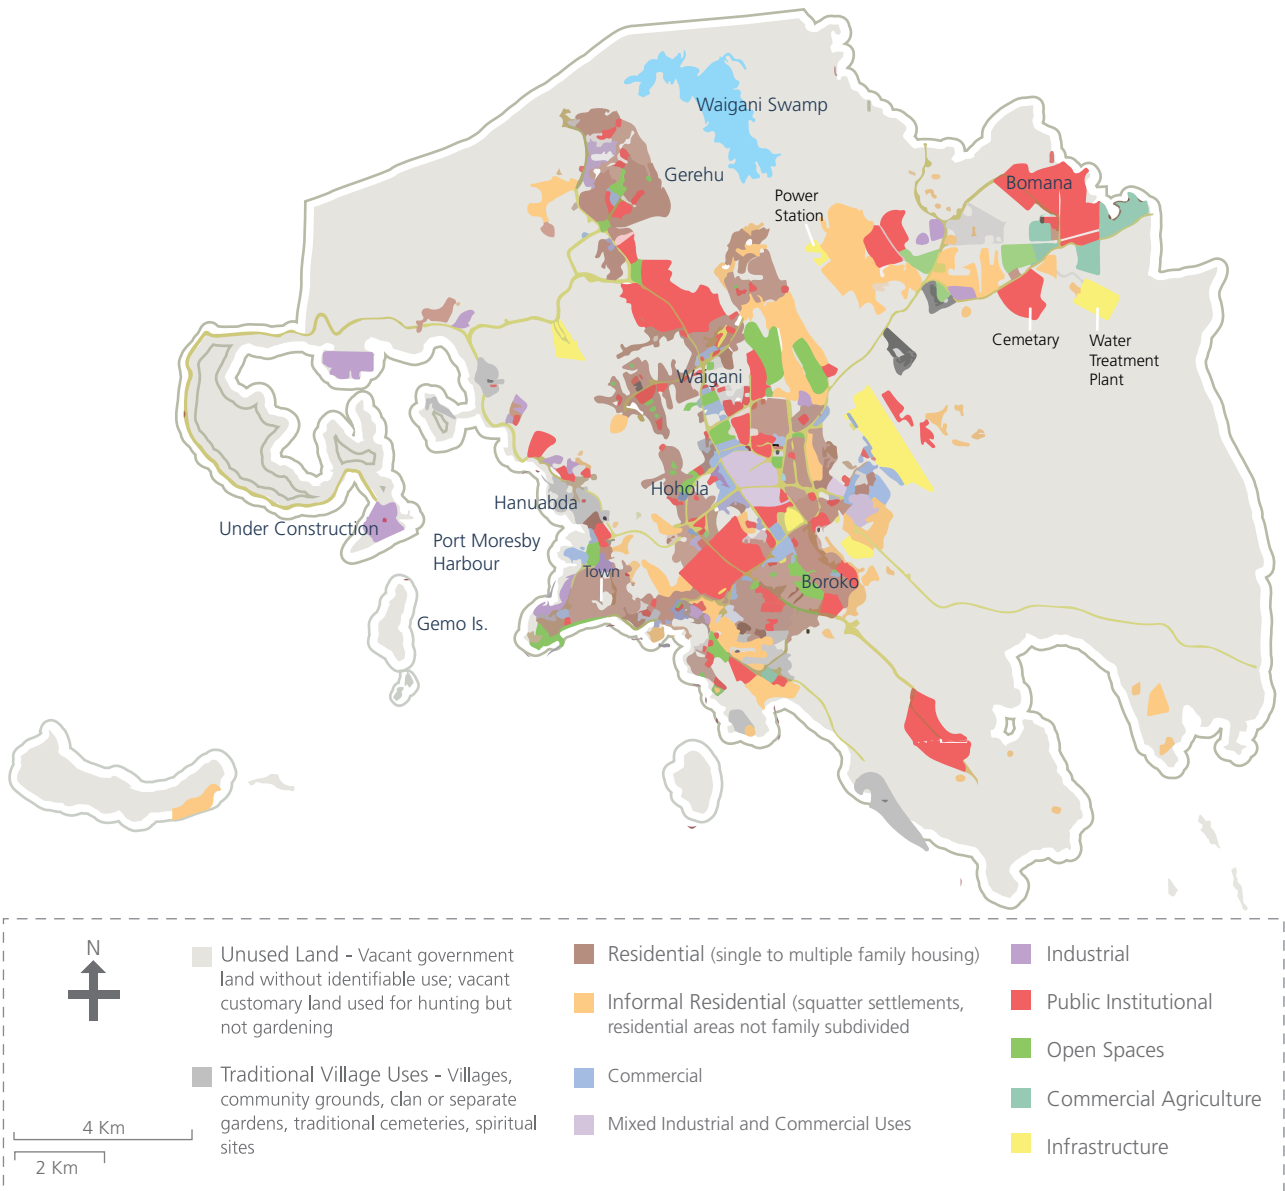 Waigani Swamp
Gerehu
Power
Station
Bomana
Cemetary
Water
Treatment
Plant
Waigani
Hohola
Hanuabda
Under Construction
Port Moresby
Harbour
Town
Boroko
Gemo Is.
N
4 Km
2 Km
Unused Land - Vacant government
land without identifiable use; vacant
customary land used for hunting but
not gardening
Traditional Village Uses - Villages,
community grounds, clan or separate
gardens, traditional cemeteries, spiritual
sites
Residential (single to multiple family housing)
Informal Residential (squatter settlements,
residential areas not family subdivided
Commercial
Mixed Industrial and Commercial Uses
Industrial
Public Institutional
Open Spaces
Commercial Agriculture
Infrastructure